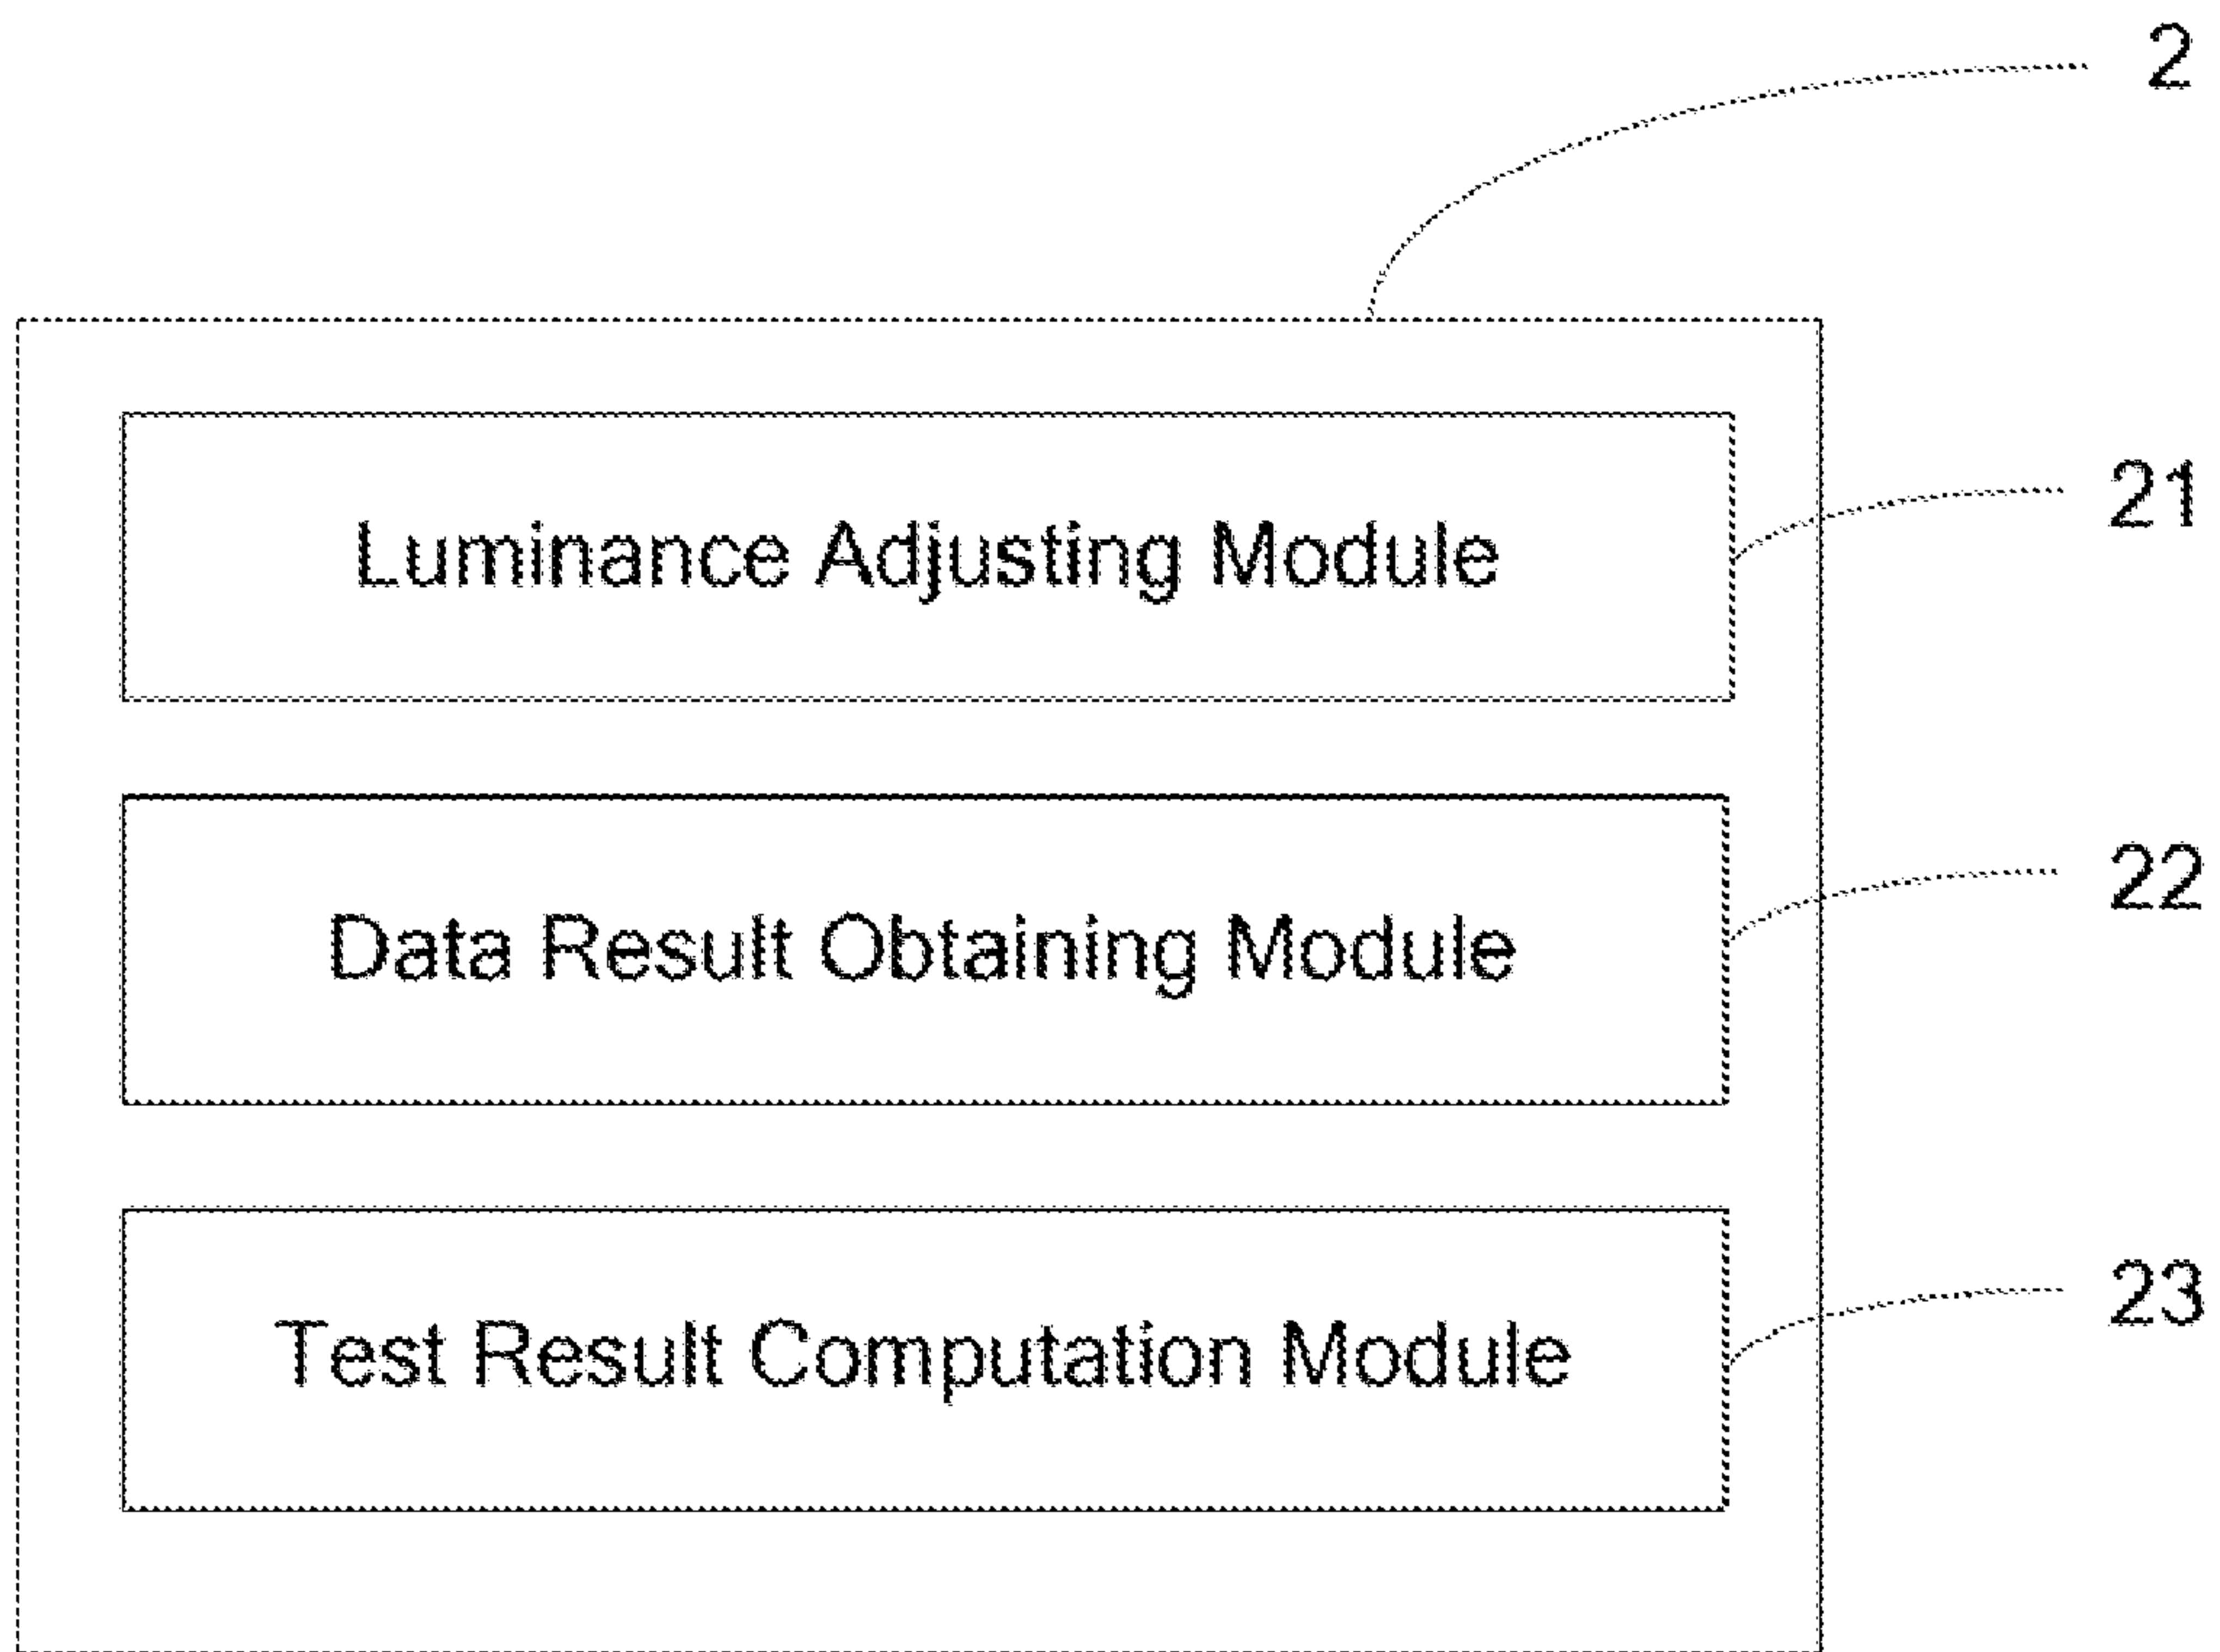 2
Luminance Adjusting Module
21
Data Result Obtaining Module
22
Test Result Computation Module
23